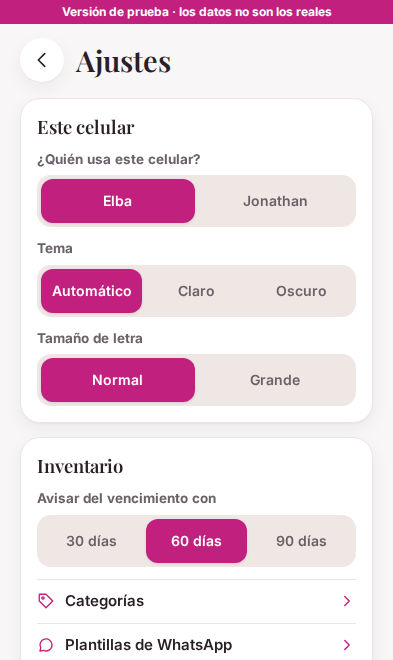 Versión de prueba · los datos no son los reales
Ajustes
Este celular
¿Quién usa este celular?
Elba Jonathan
Tema
Automático Claro Oscuro
Tamaño de letra
Normal Grande
Inventario
Avisar del vencimiento con
30 días 60 días 90 días
Categorías
Plantillas de WhatsApp